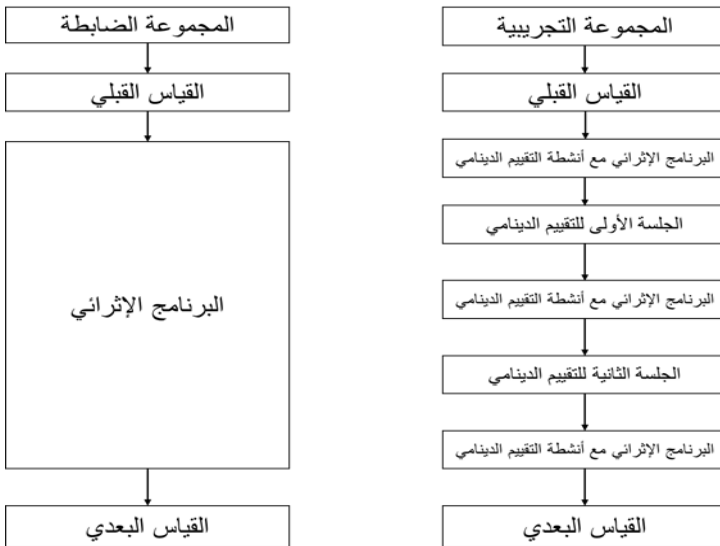 المجموعة التجريبية
القياس القبلي
البرنامج الإثرائي مع أنشطة التقييم الدينامي
الجلسة الأولى للتقييم الدينامي
البرنامج الإثرائي مع أنشطة التقييم الدينامي
الجلسة الثانية للتقييم الدينامي
البرنامج الإثرائي مع أنشطة التقييم الدينامي
القياس البعدي
المجموعة الضابطة
القياس القبلي
البرنامج الإثرائي
القياس البعدي